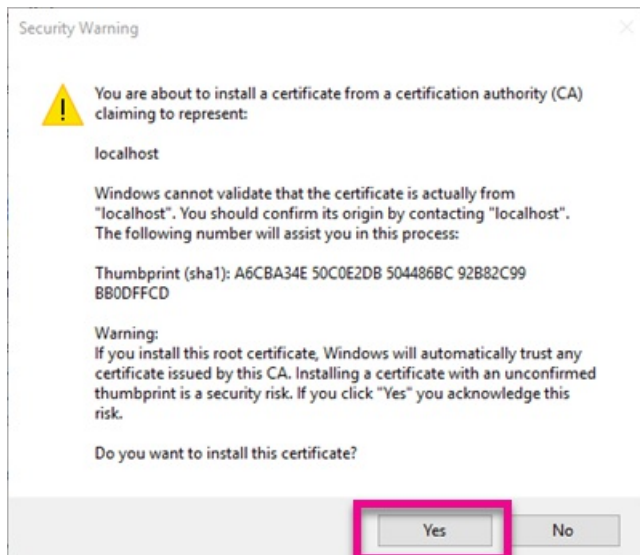 Security Warning
You are about to install a certificate from a certification authority (CA)
claiming to represent:
localhost
Windows cannot validate that the certificate is actually from
"localhost". You should confirm its origin by contacting "localhost".
The following number will assist you in this process:
Thumbprint (sha1): A6CBA34E 50C0E2DB 504486BC 92B82C99
BB0DFFCD
Warning:
If you install this root certificate, Windows will automatically trust any
certificate issued by this CA. Installing a certificate with an unconfirmed
thumbprint is a security risk. If you click "Yes" you acknowledge this
risk.
Do you want to install this certificate?
Yes No